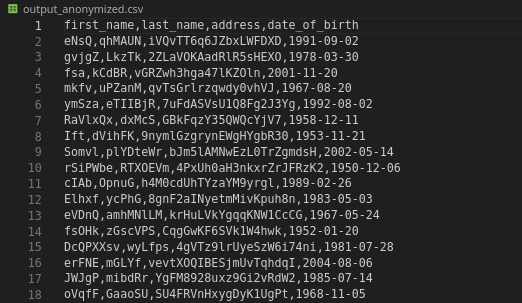 output_anonymized.csv
1 first_name,last_name,address,date_of_birth
2 eNsQ,qhMAUN,iVQvTT6q6JZbxLWFDXD,1991-09-02
3 gvjgZ,LkzTk,2ZLaVOKAadRlR5sHEXO,1978-03-30
4 fsa,kCdBR,vGRZwh3hga47lKZOln,2001-11-20
5 mkfv,uPZanM,qvTsGrlrzqwdy0vhVJ,1967-08-20
6 ymSza,eTIIBjR,7uFdASVsU1Q8Fg2J3Yg,1992-08-02
7 RaVlxQx,dxMcS,GBkFqzY35QWQcYjV7,1958-12-11
8 Ift,dVihFK,9nymlGzgrynEWgHYgbR30,1953-11-21
9 Somvl,plYDteWr,bJm5lAMNwEzL0TrZgmdsH,2002-05-14
10 rSiPWbe,RTXOEVm,4PxUh0aH3nkxrZrJFRzK2,1950-12-06
11 cIAb,OpnuG,h4M0cdUhTYzaYM9yrgl,1989-02-26
12 Elhxf,ycPhG,8gnF2aINyetmMivKpuh8n,1983-05-03
13 eVDnQ,amhMNlLM,krHuLVkYgqqKNW1CcCG,1967-05-24
14 fsOHk,zGscVPS,CqgGwKF6SVk1W4hwk,1952-01-20
15 DcQPXXsv,wyLfps,4gVTz9lrUyeSzW6i74ni,1981-07-28
16 erFNE,mGLYf,vevtXOQIBESjmUvTqhdqI,2004-08-06
17 JWJgP,mibdRr,YgFM8928uxz9Gi2vRdW2,1985-07-14
18 oVqfF,GaaoSU,SU4FRVnHxygDyK1UgPt,1968-11-05